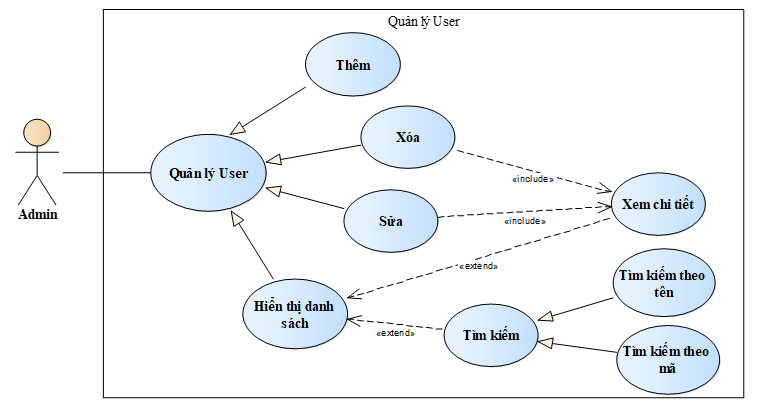 Quản lý User
Thêm
Xóa
Quản lý User
«include»
Xem chi tiết
Admin
Sửa
«include»
«extend»
Tìm kiếm theo
tên
Hiển thị danh
sách
«extend»
Tìm kiếm
Tìm kiếm theo
mã